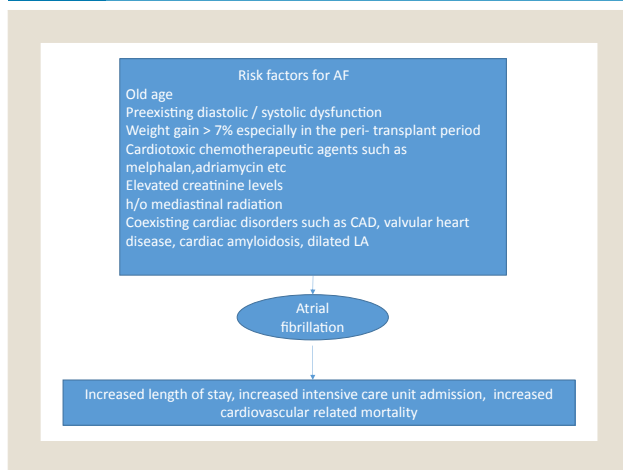 Risk factors for AF
Old age
Preexisting diastolic / systolic dysfunction
Weight gain > 7% especially in the peri- transplant period
Cardiotoxic chemotherapeutic agents such as
melphalan,adriamycin etc
Elevated creatinine levels
h/o mediastinal radiation
Coexisting cardiac disorders such as CAD, valvular heart
disease, cardiac amyloidosis, dilated LA
Atrial
fibrillation
Increased length of stay, increased intensive care unit admission,  increased
cardiovascular related mortality